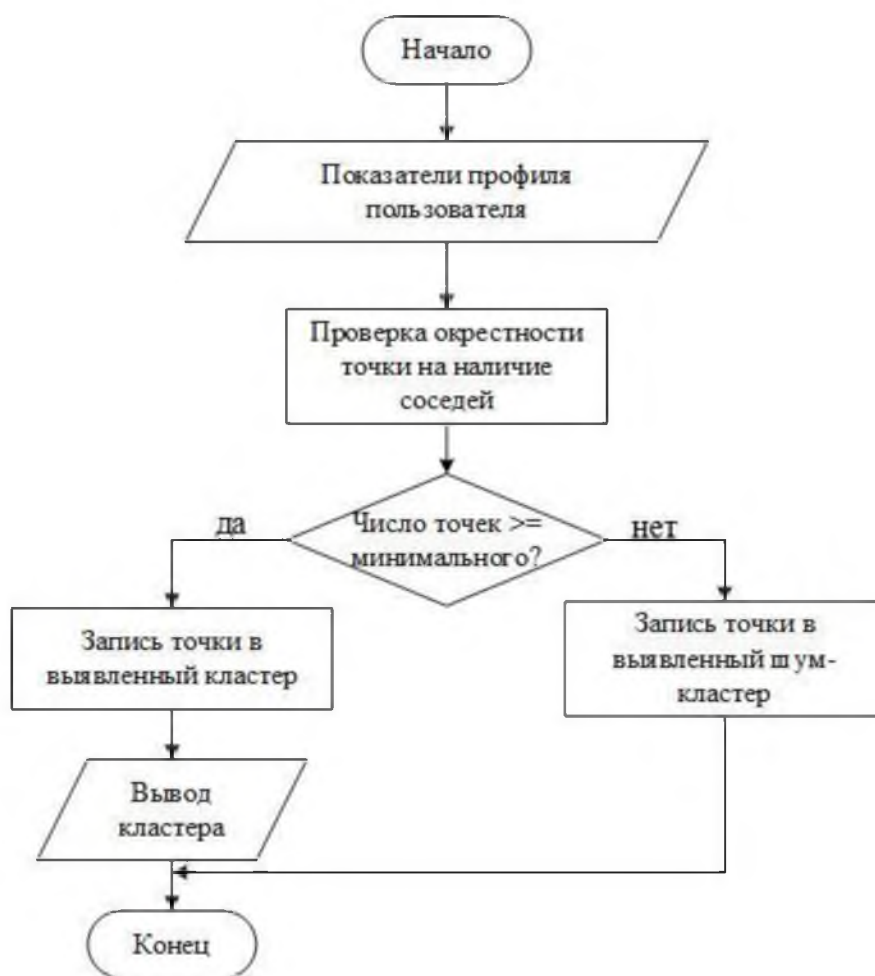 Начало
Показатели профиля
пользователя
Проверка окрестности
точки на наличие
соседей
Число точек >=
минимального?
да
нет
Запись точки в
выявленный кластер
Запись точки в
выявленный шум-
кластер
Вывод
кластера
Конец